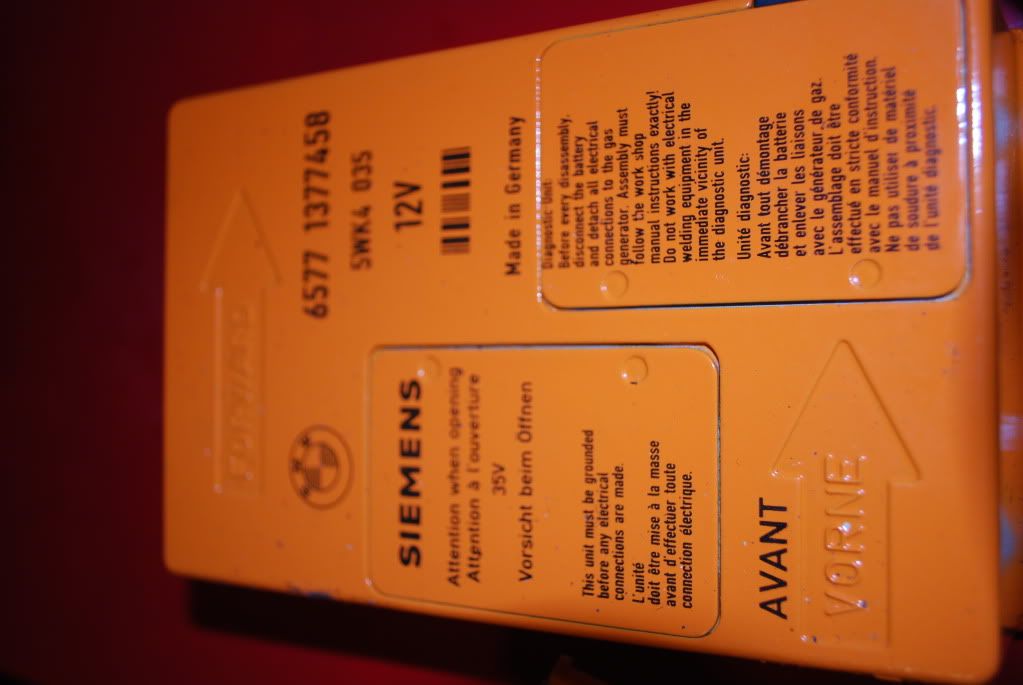 FORWARD
6577 1377458
5WK4 035
12V
Made in Germany
Diagnostic Unit:
Before every disassembly,
disconnect the battery
and detach all electrical
connections to the gas
generator. Assembly must
follow the work shop
manual instructions exactly!
Do not work with electrical
welding equipment in the
immediate vicinity of
the diagnostic unit.
Unité diagnostic:
Avant tout démontage
débrancher la batterie
et enlever les liaisons
avec le générateur de gaz.
L'assemblage doit être
effectué en stricte conformité
avec le manuel d'instruction.
Ne pas utiliser de matériel
de soudure à proximité
de l'unité diagnostic.
SIEMENS
Attention when opening
Attention à l'ouverture
35V
Vorsicht beim Öffnen
This unit must be grounded
before any electrical
connections are made.
L'unité
doit être mise à la masse
avant d'effectuer toute
connection électrique.
AVANT
VORNE